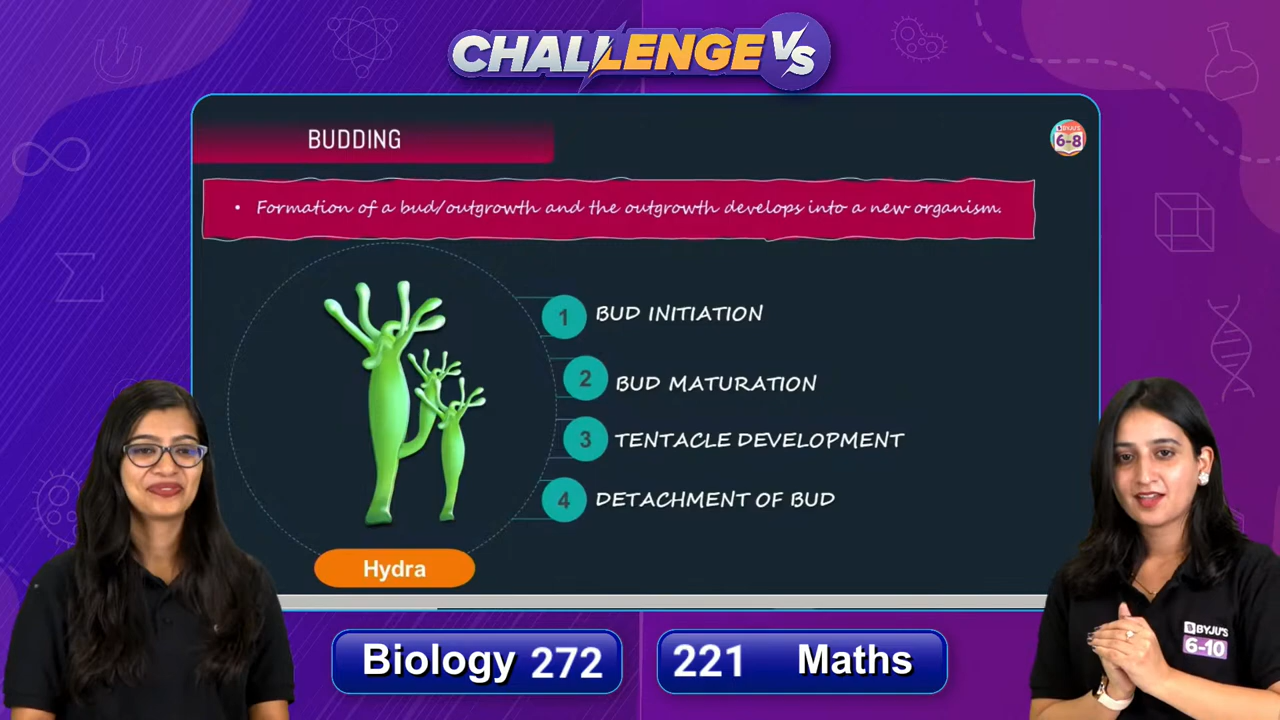 CHALLENGE VS
BUDDING
BYJU'S
6-8
• Formation of a bud/outgrowth and the outgrowth develops into a new organism.
1 BUD INITIATION
2 BUD MATURATION
3 TENTACLE DEVELOPMENT
4 DETACHMENT OF BUD
Hydra
BYJU'S
6-10
Biology 272
221 Maths